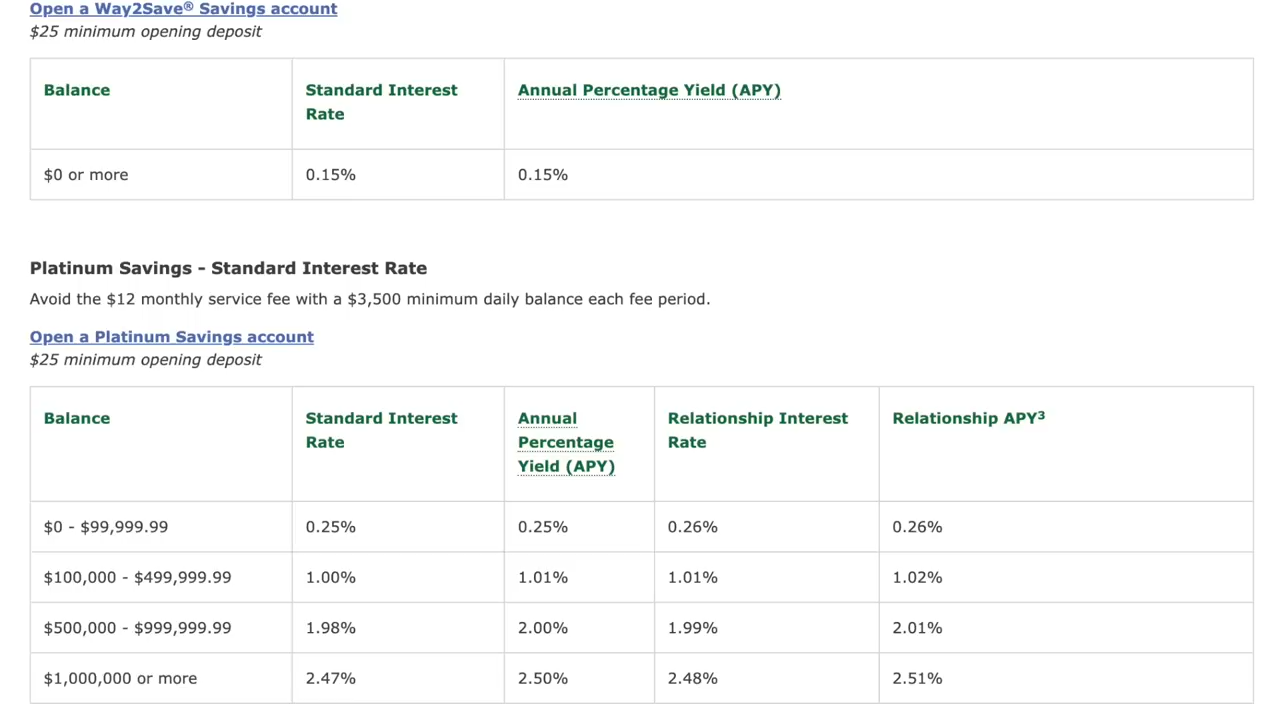 Open a Way2Save® Savings account
$25 minimum opening deposit
Balance
Standard Interest
Rate
Annual Percentage Yield (APY)
$0 or more
0.15%
0.15%
Platinum Savings - Standard Interest Rate
Avoid the $12 monthly service fee with a $3,500 minimum daily balance each fee period.
Open a Platinum Savings account
$25 minimum opening deposit
Balance
Standard Interest
Rate
Annual
Percentage
Yield (APY)
Relationship Interest
Rate
Relationship APY³
$0 - $99,999.99
0.25%
0.25%
0.26%
0.26%
$100,000 - $499,999.99
1.00%
1.01%
1.01%
1.02%
$500,000 - $999,999.99
1.98%
2.00%
1.99%
2.01%
$1,000,000 or more
2.47%
2.50%
2.48%
2.51%